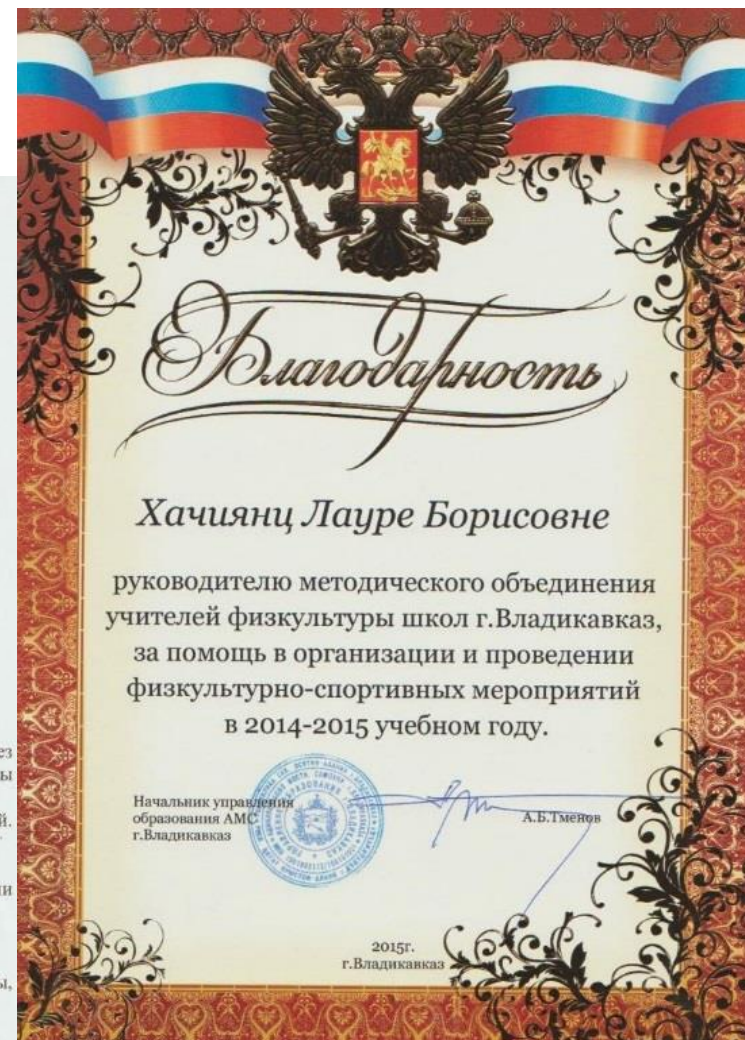 Благодарность
Хачиянц Лауре Борисовне
руководителю методического объединения
учителей физкультуры школ г.Владикавказ,
за помощь в организации и проведении
физкультурно-спортивных мероприятий
в 2014-2015 учебном году.
Начальник управления
образования АМС
г.Владикавказ
А.Б.Тменов
2015г.
г.Владикавказ